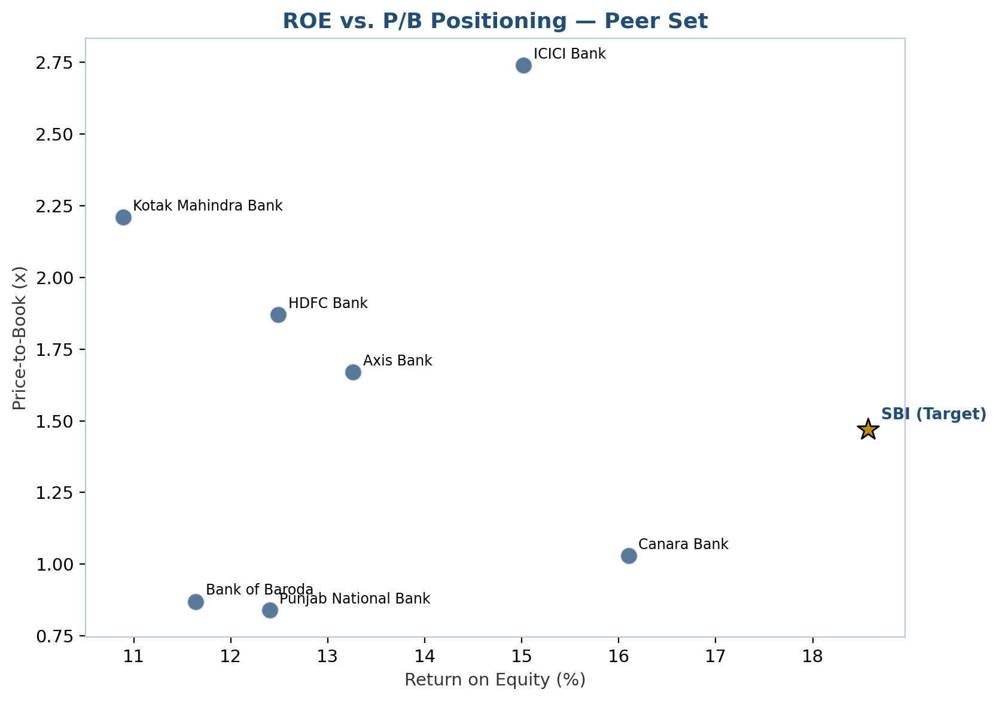 ROE vs. P/B Positioning — Peer Set
ICICI Bank
Kotak Mahindra Bank
HDFC Bank
Axis Bank
SBI (Target)
Canara Bank
Bank of Baroda
Punjab National Bank
Price-to-Book (x)
2.75
2.50
2.25
2.00
1.75
1.50
1.25
1.00
0.75
11 12 13 14 15 16 17 18
Return on Equity (%)